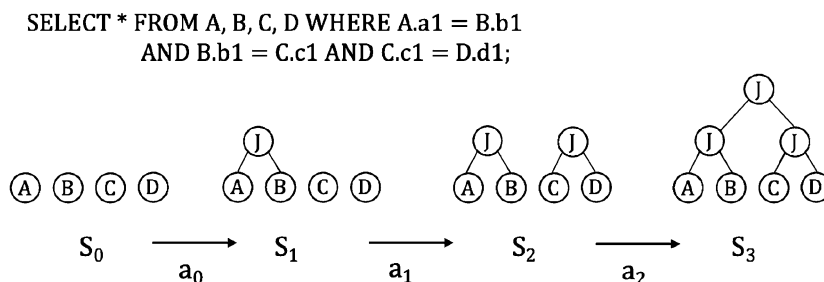 SELECT * FROM A, B, C, D WHERE A.a1 = B.b1
AND B.b1 = C.c1 AND C.c1 = D.d1;
J
J J J J J
A B C D A B C D A B C D A B C D
S0 S1 S2 S3
a0 a1 a2